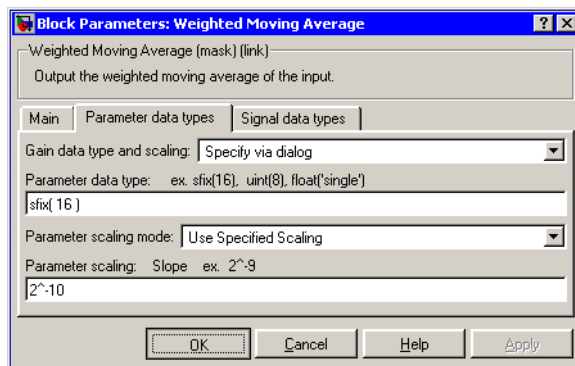 Block Parameters: Weighted Moving Average
Weighted Moving Average (mask) (link)
Output the weighted moving average of the input.
Main Parameter data types Signal data types
Gain data type and scaling: Specify via dialog
Parameter data type: ex. sfix(16), uint(8), float('single')
sfix( 16 )
Parameter scaling mode: Use Specified Scaling
Parameter scaling: Slope ex. 2^-9
2^-10
OK Cancel Help Apply